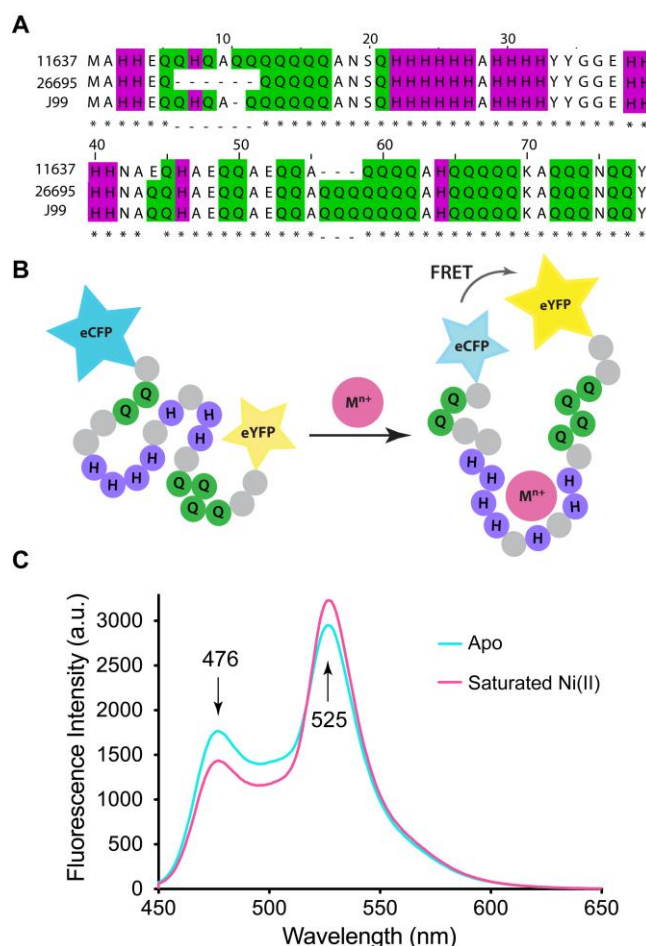 A
10 20 30
11637 M A H H E Q Q H Q A Q Q Q Q Q Q Q Q A N S Q H H H H H H A H H H H Y Y G G E H H
26695 M A H H E Q - - - - - - Q Q Q Q Q Q A N S Q H H H H H H A H H H H Y Y G G E H H
J99 M A H H E Q Q H Q A - Q Q Q Q Q Q Q A N S Q H H H H H H A H H H H Y Y G G E H H
* * * * * * - - - - - - * * * * * * * * * * * * * * * * * * * * * * * * * * * *
40 50 60 70
11637 H H N A E Q H A E Q Q A E Q Q A - - - Q Q Q Q A H Q Q Q Q Q K A Q Q Q N Q Q Y
26695 H H N A Q Q H A E Q Q A E Q Q A Q Q Q Q Q Q Q A H Q Q Q Q Q K A Q Q Q N Q Q Y
J99 H H N A Q Q H A E Q Q A E Q Q A Q Q Q Q Q Q Q A H Q Q Q Q Q K A Q Q Q N Q Q Y
* * * * * * * * * * * * * * * - - - * * * * * * * * * * * * * * * * * * * *
B
eCFP
Q Q
H H H H H H H
Q Q Q Q
eYFP
Mn+
FRET
eCFP
eYFP
Q Q
H H H H H H H
Q Q Q Q
Mn+
C
Fluorescence Intensity (a.u.)
3000
2500
2000
1500
1000
500
0
476
525
Apo
Saturated Ni(II)
450 500 550 600 650
Wavelength (nm)